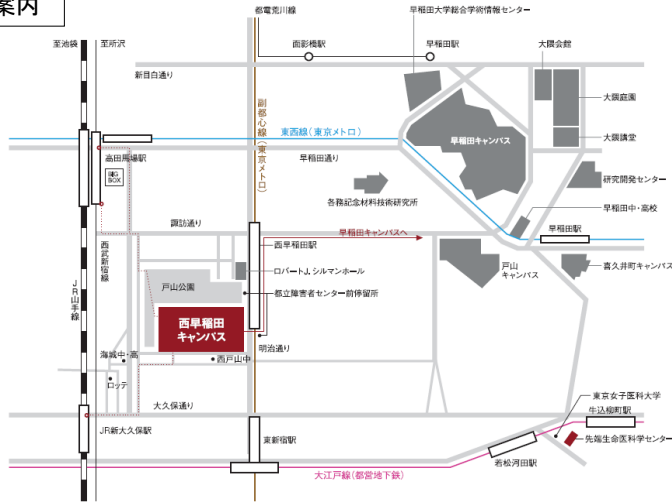 案内
都電荒川線
早稲田大学総合学術情報センター
至池袋
至所沢
面影橋駅
早稲田駅
大隈会館
新目白通り
大隈庭園
副都心線(東京メトロ)
東西線(東京メトロ)
早稲田キャンパス
大隈講堂
高田馬場駅
早稲田通り
BIG
BOX
研究開発センター
各務記念材料技術研究所
早稲田中・高校
諏訪通り
早稲田キャンパスへ
早稲田駅
西早稲田駅
西武新宿線
JR山手線
ロバートJ.シルマンホール
戸山
キャンパス
喜久井町キャンパス
戸山公園
都立障害者センター前停留所
西早稲田
キャンパス
明治通り
海城中・高
西戸山中
ロッテ
大久保通り
東京女子医科大学
牛込柳町駅
JR新大久保駅
東新宿駅
先端生命医科学センター
若松河田駅
大江戸線(都営地下鉄)